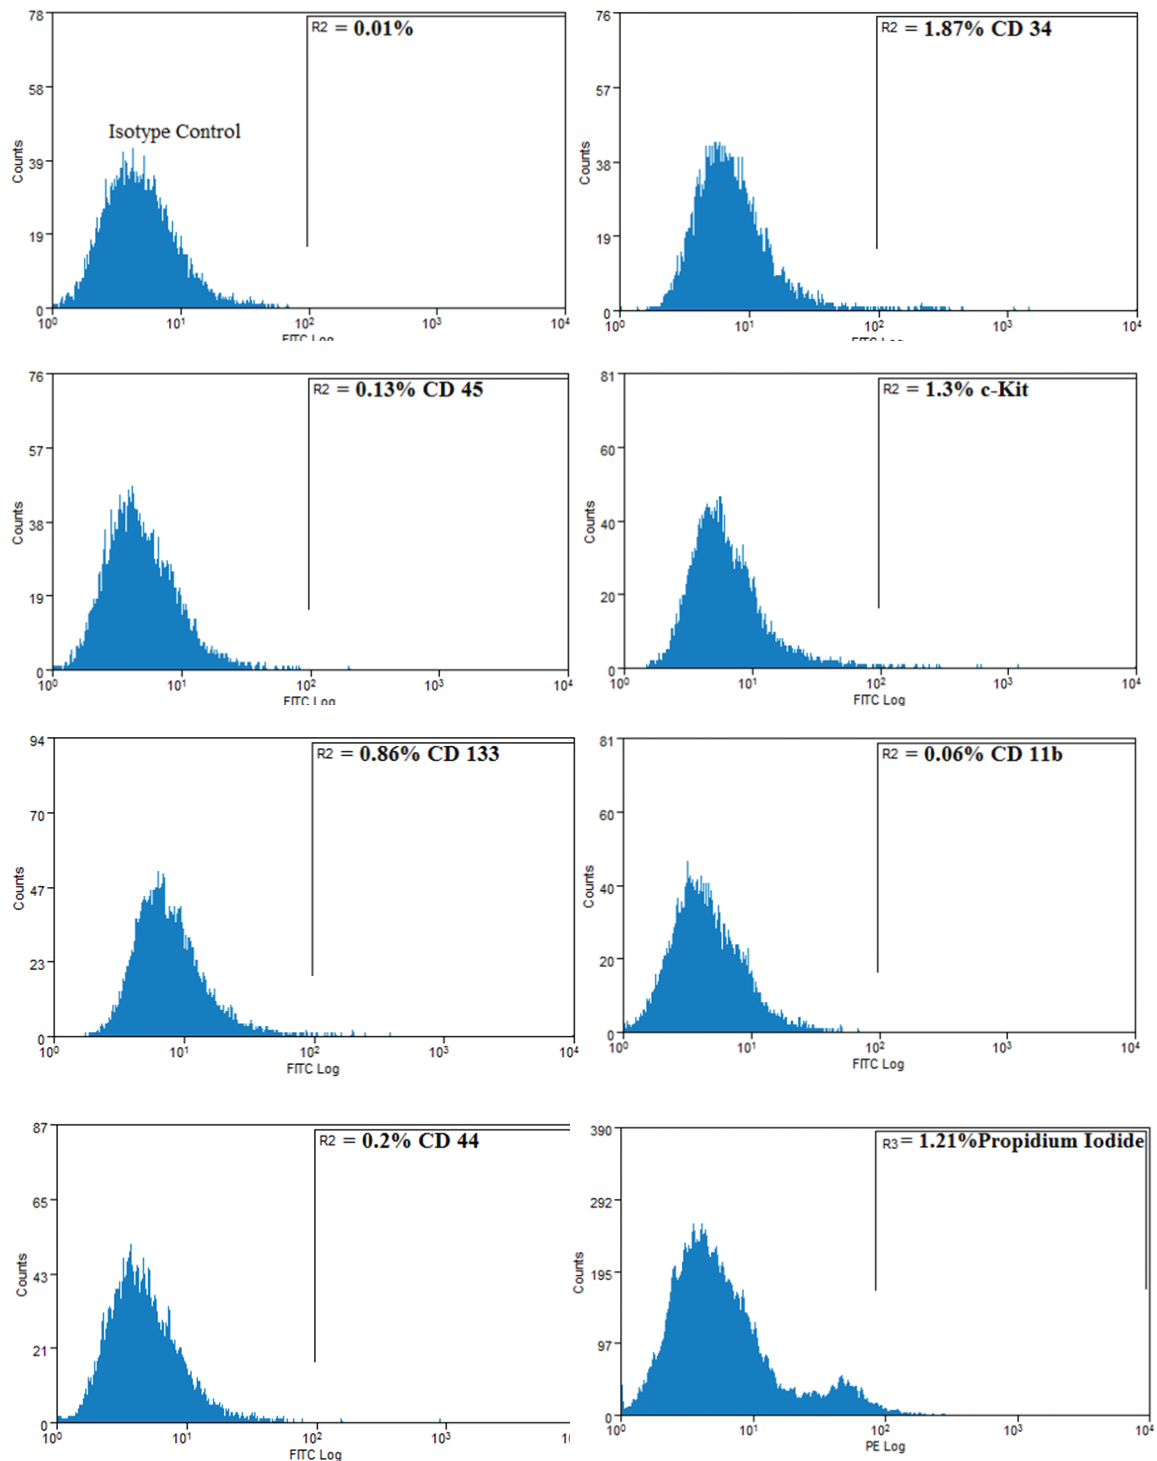 78
58
39
19
0
Counts
R2 = 0.01%
Isotype Control
10⁰ 10¹ 10² 10³ 10⁴
FITC Log
76
57
38
19
0
Counts
R2 = 1.87% CD 34
10⁰ 10¹ 10² 10³ 10⁴
FITC Log
76
57
38
19
0
Counts
R2 = 0.13% CD 45
10⁰ 10¹ 10² 10³ 10⁴
FITC Log
81
60
40
20
0
Counts
R2 = 1.3% c-Kit
10⁰ 10¹ 10² 10³ 10⁴
FITC Log
94
70
47
23
0
Counts
R2 = 0.86% CD 133
10⁰ 10¹ 10² 10³ 10⁴
FITC Log
81
61
40
20
0
Counts
R2 = 0.06% CD 11b
10⁰ 10¹ 10² 10³ 10⁴
FITC Log
87
65
43
21
0
Counts
R2 = 0.2% CD 44
10⁰ 10¹ 10² 10³
FITC Log
390
292
195
97
0
Counts
R3 = 1.21%Propidium Iodide
10⁰ 10¹ 10² 10³ 10⁴
PE Log